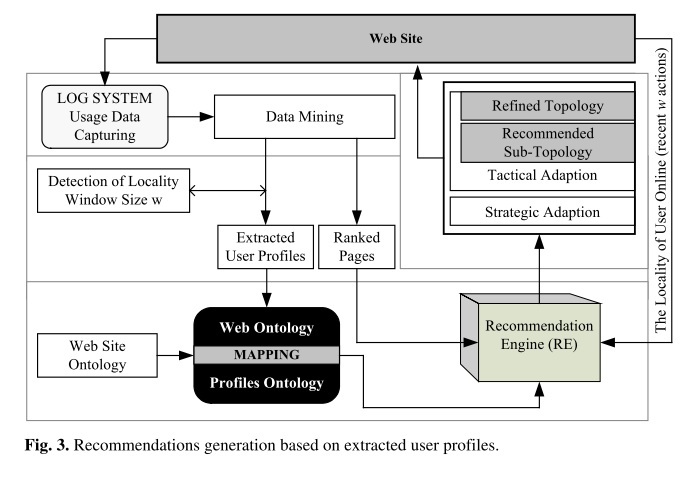 Web Site
LOG SYSTEM
Usage Data
Capturing
Data Mining
Refined Topology
Recommended
Sub-Topology
Tactical Adaption
Strategic Adaption
The Locality of User Online (recent w actions)
Detection of Locality
Window Size w
Extracted
User Profiles
Ranked
Pages
Web Ontology
MAPPING
Profiles Ontology
Web Site
Ontology
Recommendation
Engine (RE)
Fig. 3. Recommendations generation based on extracted user profiles.